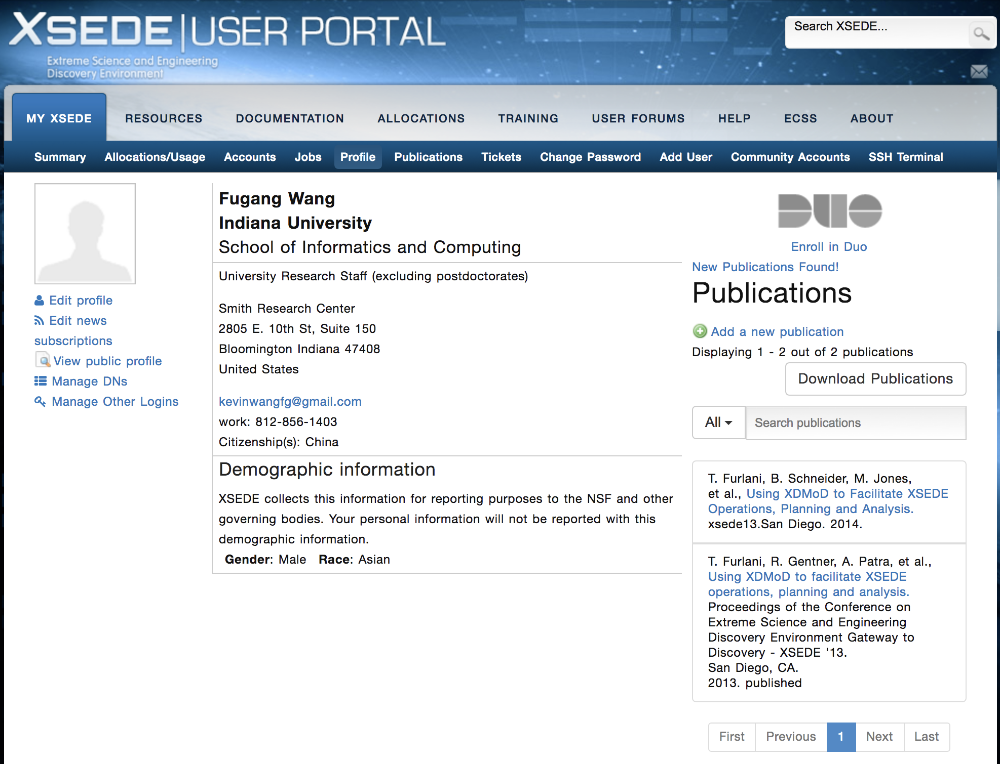 XSEDE | USER PORTAL
Extreme Science and Engineering
Discovery Environment
Search XSEDE...
MY XSEDE RESOURCES DOCUMENTATION ALLOCATIONS TRAINING USER FORUMS HELP ECSS ABOUT
Summary Allocations/Usage Accounts Jobs Profile Publications Tickets Change Password Add User Community Accounts SSH Terminal
Edit profile
Edit news
subscriptions
View public profile
Manage DNs
Manage Other Logins
Fugang Wang
Indiana University
School of Informatics and Computing
University Research Staff (excluding postdoctorates)
Smith Research Center
2805 E. 10th St, Suite 150
Bloomington Indiana 47408
United States
kevinwangfg@gmail.com
work: 812-856-1403
Citizenship(s): China
Demographic information
XSEDE collects this information for reporting purposes to the NSF and other
governing bodies. Your personal information will not be reported with this
demographic information.
Gender: Male Race: Asian
DUO
Enroll in Duo
New Publications Found!
Publications
Add a new publication
Displaying 1 - 2 out of 2 publications
Download Publications
All Search publications
T. Furlani, B. Schneider, M. Jones,
et al., Using XDMoD to Facilitate XSEDE
Operations, Planning and Analysis.
xsede13.San Diego. 2014.
T. Furlani, R. Gentner, A. Patra, et al.,
Using XDMoD to facilitate XSEDE
operations, planning and analysis.
Proceedings of the Conference on
Extreme Science and Engineering
Discovery Environment Gateway to
Discovery - XSEDE '13.
San Diego, CA.
2013. published
First Previous 1 Next Last